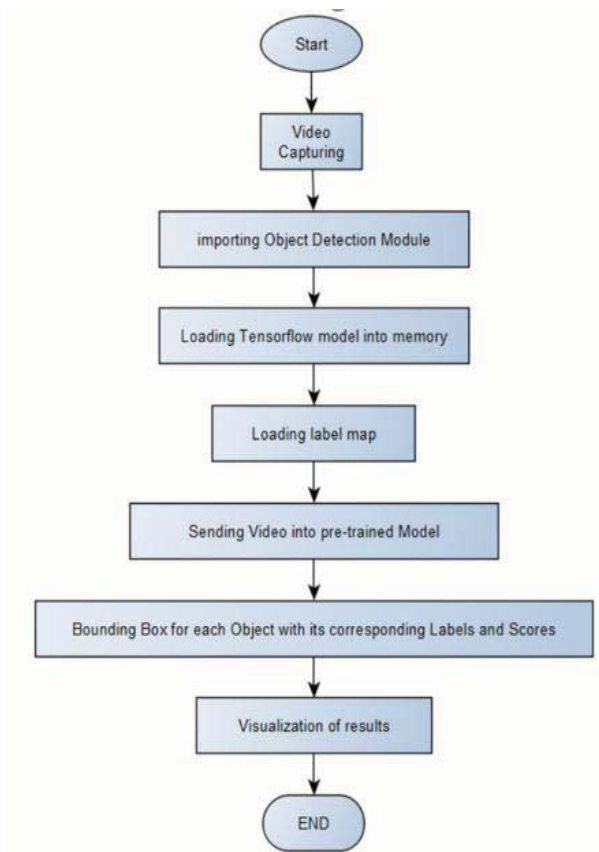 Start
Video
Capturing
importing Object Detection Module
Loading Tensorflow model into memory
Loading label map
Sending Video into pre-trained Model
Bounding Box for each Object with its corresponding Labels and Scores
Visualization of results
END